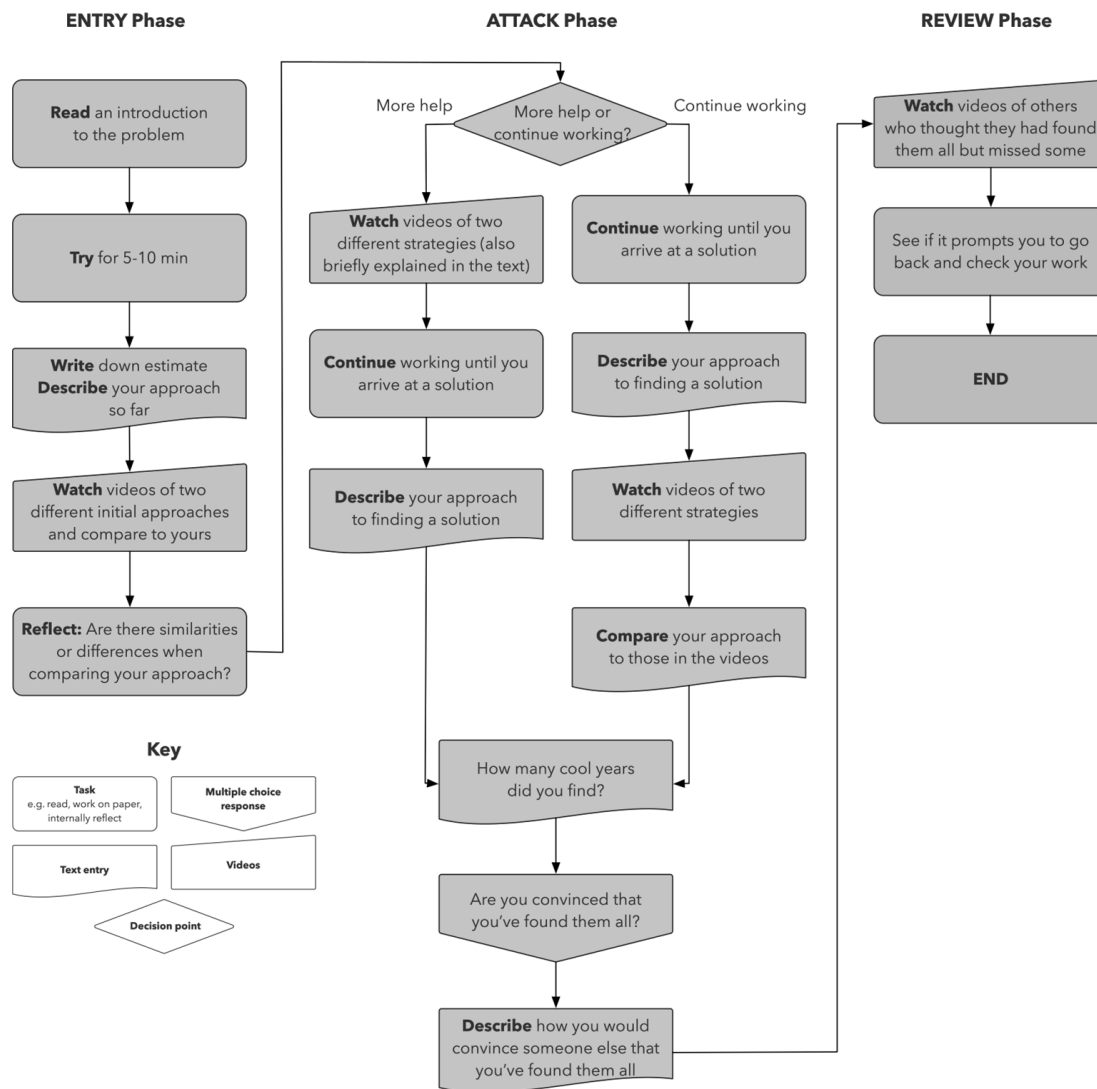 ENTRY Phase
Read an introduction
to the problem
Try for 5-10 min
Write down estimate
Describe your approach
so far
Watch videos of two
different initial approaches
and compare to yours
Reflect: Are there similarities
or differences when
comparing your approach?
ATTACK Phase
More help or
continue working?
More help
Continue working
Watch videos of two
different strategies (also
briefly explained in the text)
Continue working until you
arrive at a solution
Describe your approach
to finding a solution
Continue working until you
arrive at a solution
Describe your approach
to finding a solution
Watch videos of two
different strategies
Compare your approach
to those in the videos
How many cool years
did you find?
Are you convinced that
you've found them all?
Describe how you would
convince someone else that
you've found them all
REVIEW Phase
Watch videos of others
who thought they had found
them all but missed some
See if it prompts you to go
back and check your work
END
Key
Task
e.g. read, work on paper,
internally reflect
Multiple choice
response
Text entry
Videos
Decision point